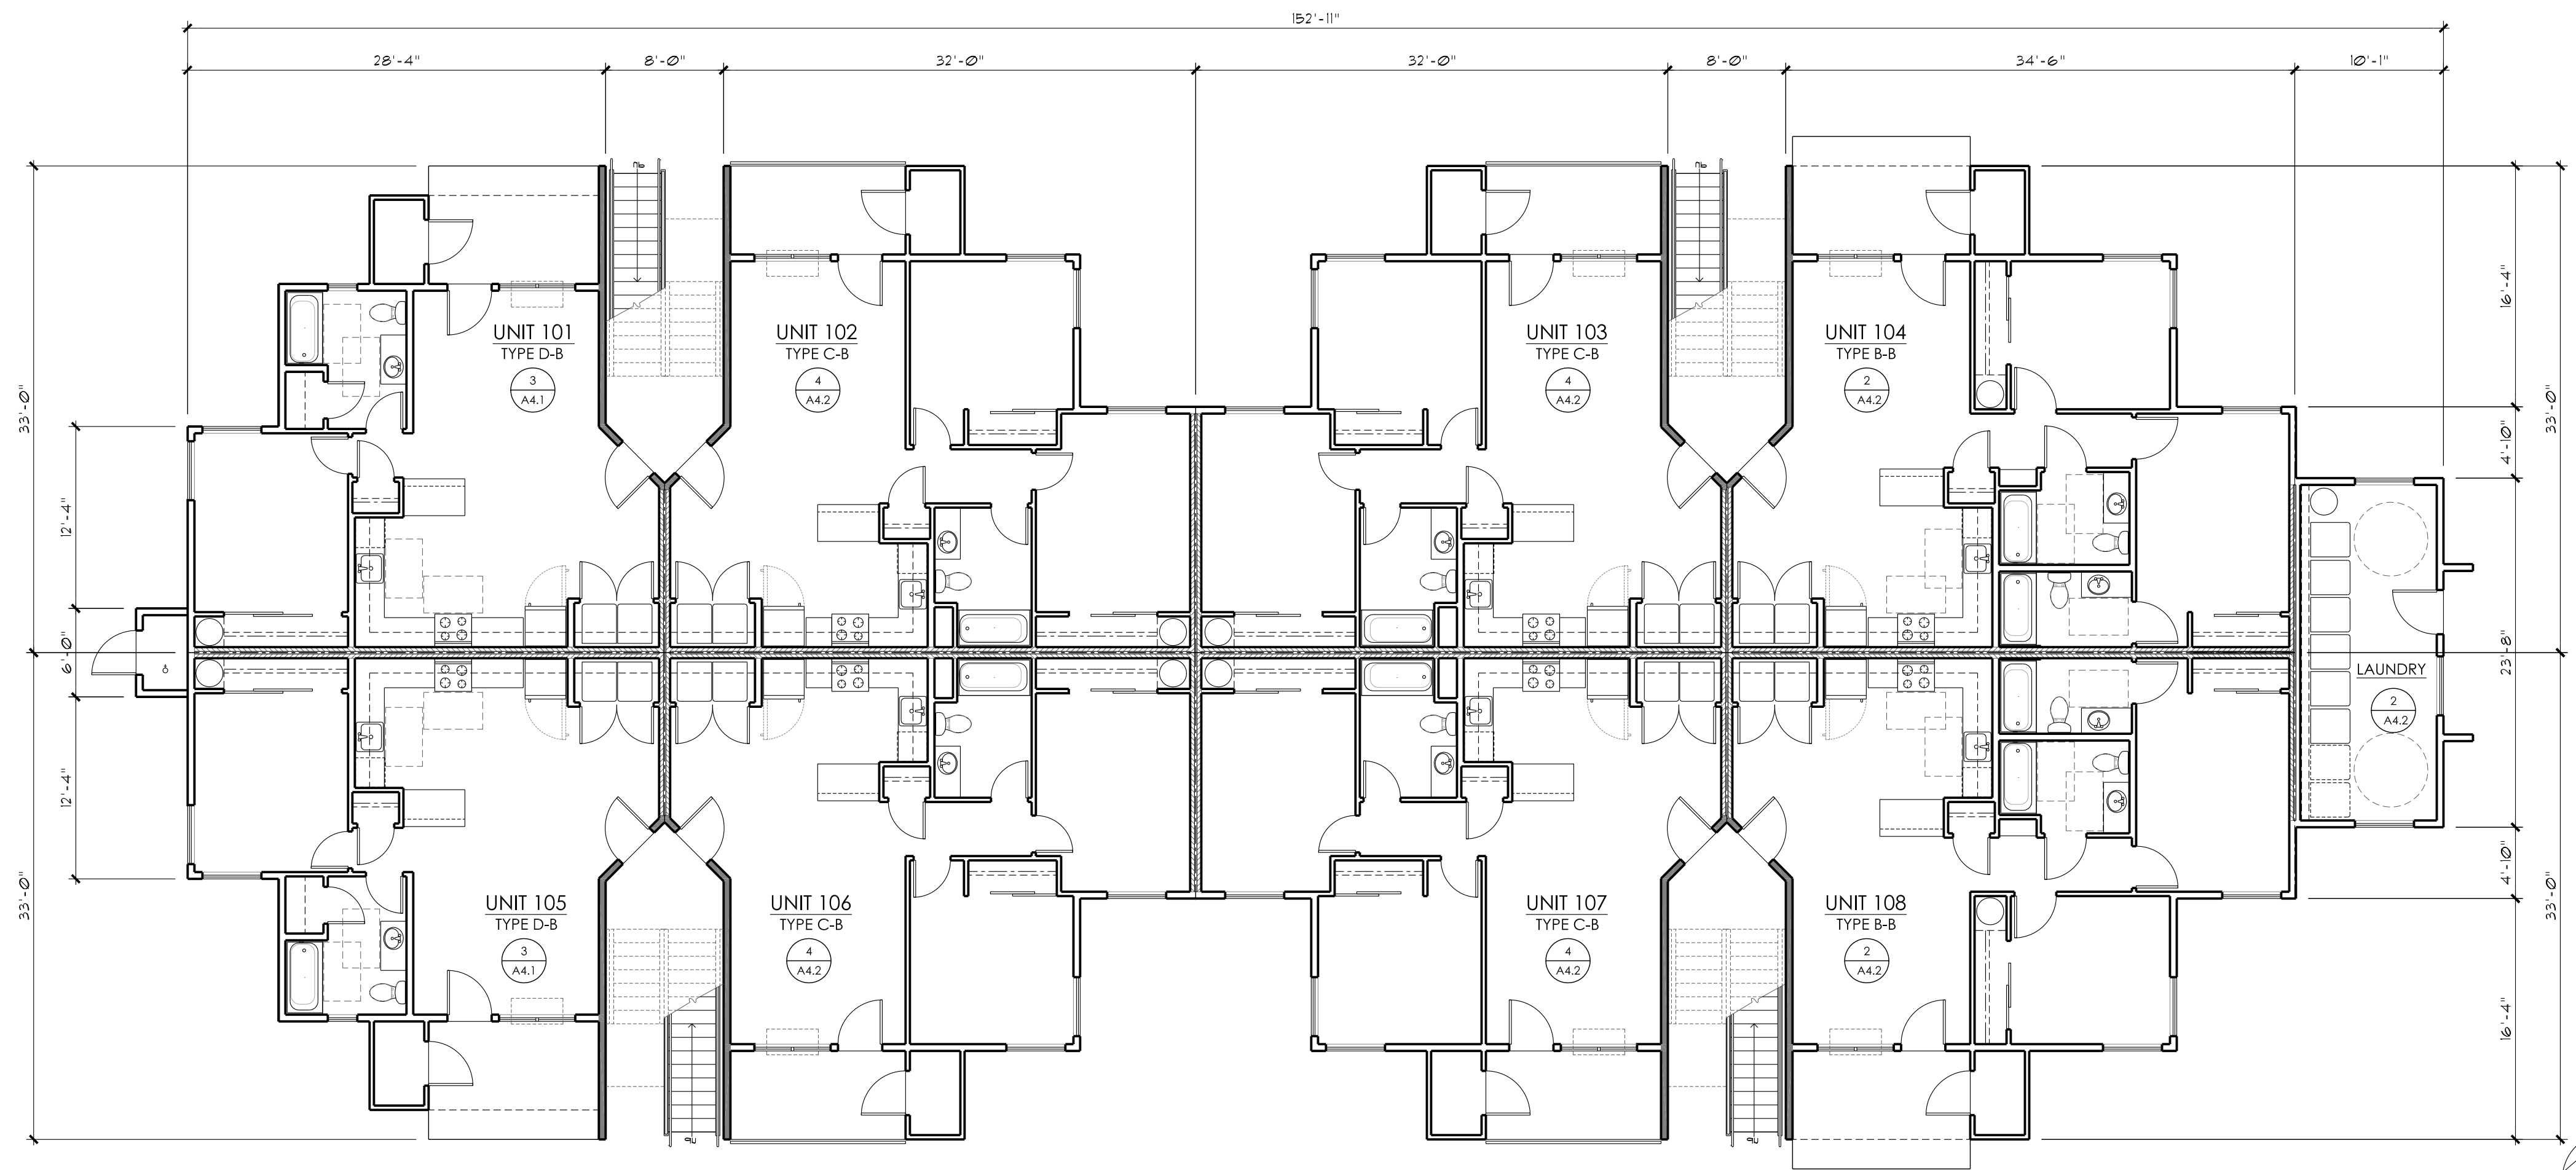 152'-11"
28'-4"
8'-0"
32'-0"
32'-0"
8'-0"
34'-6"
10'-1"
up
up
33'-0"
16'-4"
33'-0"
UNIT 101
TYPE D-B
3
A4.1
UNIT 102
TYPE C-B
4
A4.2
UNIT 103
TYPE C-B
4
A4.2
UNIT 104
TYPE B-B
2
A4.2
4'-10"
12'-4"
6'-0"
23'-8"
LAUNDRY
2
A4.2
12'-4"
4'-10"
33'-0"
33'-0"
UNIT 105
TYPE D-B
3
A4.1
UNIT 106
TYPE C-B
4
A4.2
UNIT 107
TYPE C-B
4
A4.2
UNIT 108
TYPE B-B
2
A4.2
16'-4"
up
up